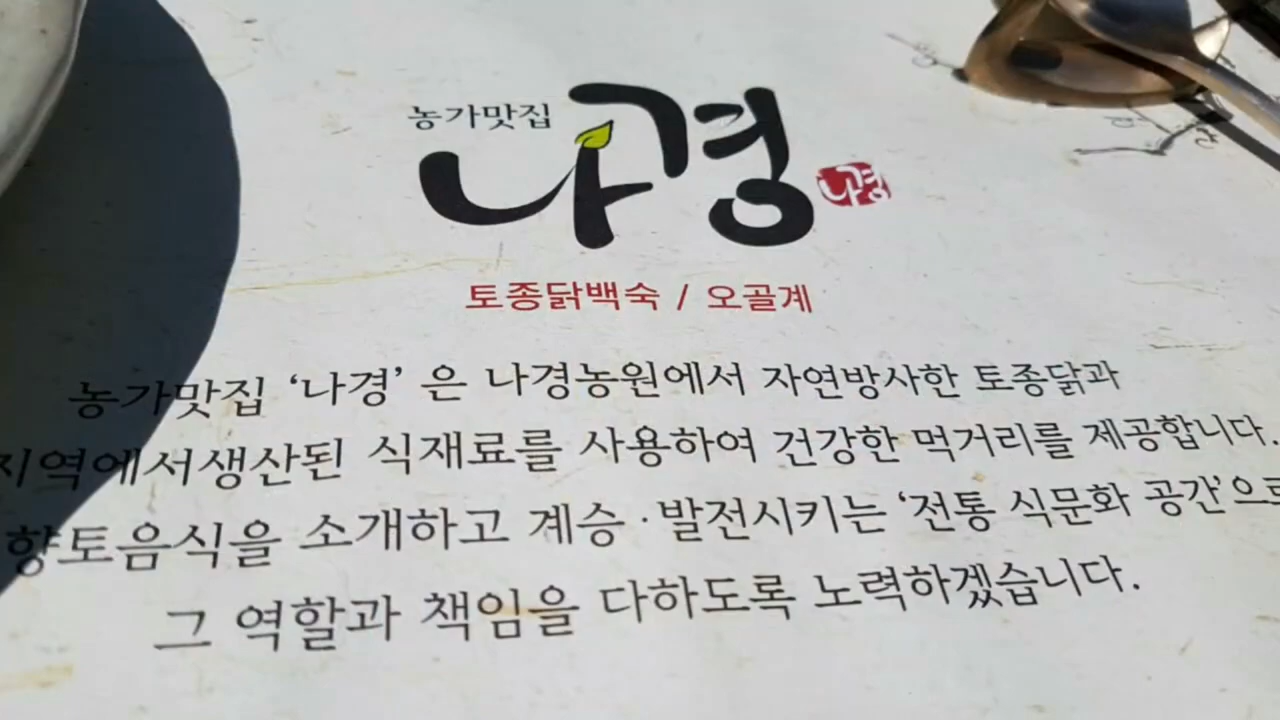 농가맛집
나경
나경
토종닭백숙 / 오골계
농가맛집 ‘나경’ 은 나경농원에서 자연방사한 토종닭과
지역에서생산된 식재료를 사용하여 건강한 먹거리를 제공합니다.
향토음식을 소개하고 계승·발전시키는 ‘전통 식문화 공간’으로
그 역할과 책임을 다하도록 노력하겠습니다.